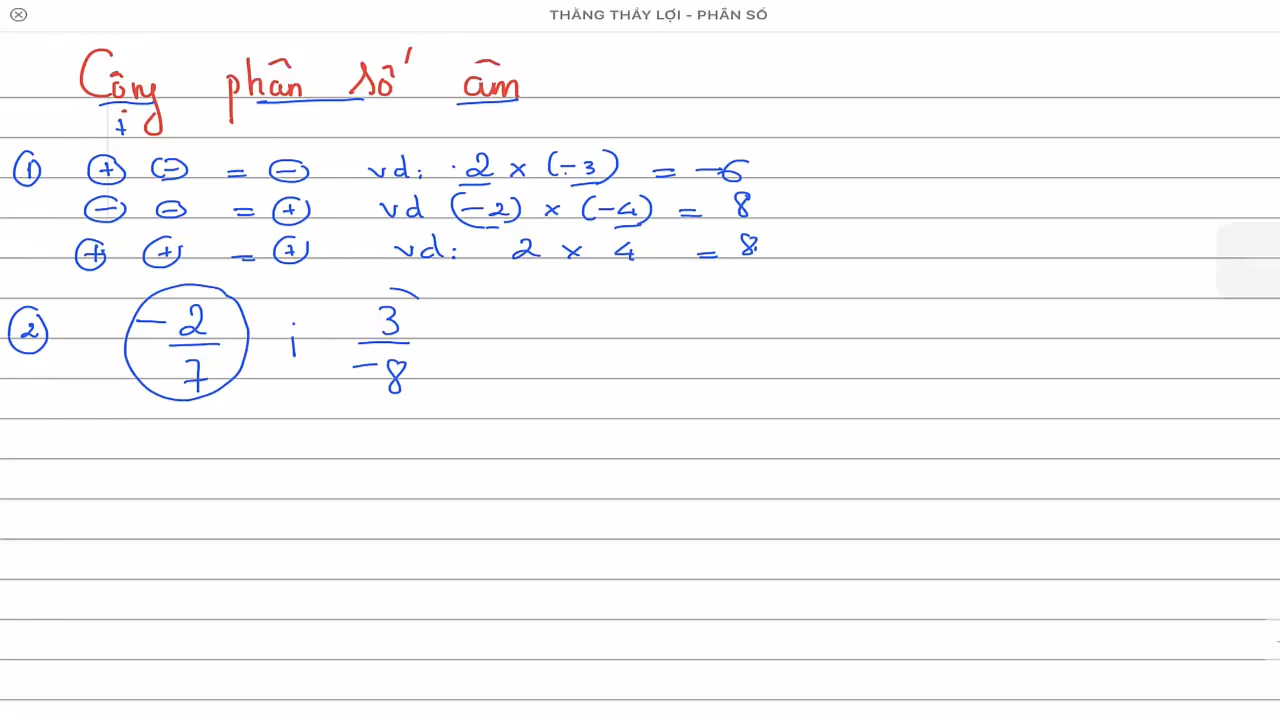 THẰNG THẦY LỢI - PHÂN SỐ
Cộng phân số âm
+
① ⊕ ⊖ = ⊖ vd: 2 × (-3) = -6
⊖ ⊖ = ⊕ vd (-2) × (-4) = 8
⊕ ⊕ = ⊕ vd: 2 × 4 = 8
② -2/7 ; 3/-8